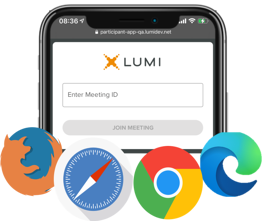 08:36
participant-app-qa.lumidev.net
LUMI
Enter Meeting ID
JOIN MEETING